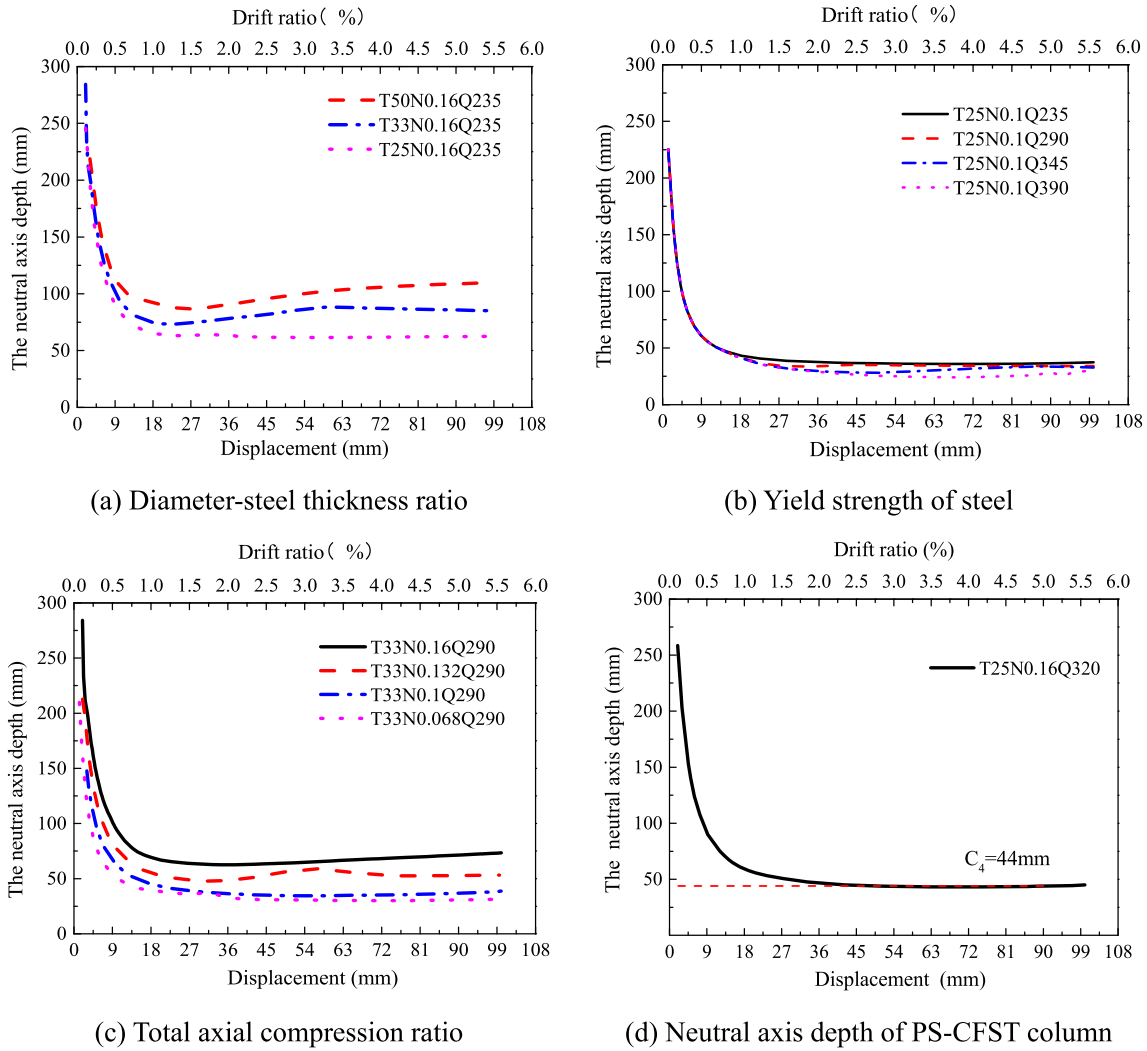 Drift ratio( %)
0.0 0.5 1.0 1.5 2.0 2.5 3.0 3.5 4.0 4.5 5.0 5.5 6.0
300
250
200
150
100
50
0
The neutral axis depth (mm)
T50N0.16Q235
T33N0.16Q235
T25N0.16Q235
0 9 18 27 36 45 54 63 72 81 90 99 108
Displacement (mm)
(a) Diameter-steel thickness ratio
Drift ratio( %)
0.0 0.5 1.0 1.5 2.0 2.5 3.0 3.5 4.0 4.5 5.0 5.5 6.0
300
250
200
150
100
50
0
The neutral axis depth (mm)
T25N0.1Q235
T25N0.1Q290
T25N0.1Q345
T25N0.1Q390
0 9 18 27 36 45 54 63 72 81 90 99 108
Displacement (mm)
(b) Yield strength of steel
Drift ratio( %)
0.0 0.5 1.0 1.5 2.0 2.5 3.0 3.5 4.0 4.5 5.0 5.5 6.0
300
250
200
150
100
50
0
The neutral axis depth (mm)
T33N0.16Q290
T33N0.132Q290
T33N0.1Q290
T33N0.068Q290
0 9 18 27 36 45 54 63 72 81 90 99 108
Displacement (mm)
(c) Total axial compression ratio
Drift ratio (%)
0.0 0.5 1.0 1.5 2.0 2.5 3.0 3.5 4.0 4.5 5.0 5.5 6.0
300
250
200
150
100
50
0
The neutral axis depth (mm)
T25N0.16Q320
C₄=44mm
0 9 18 27 36 45 54 63 72 81 90 99 108
Displacement (mm)
(d) Neutral axis depth of PS-CFST column